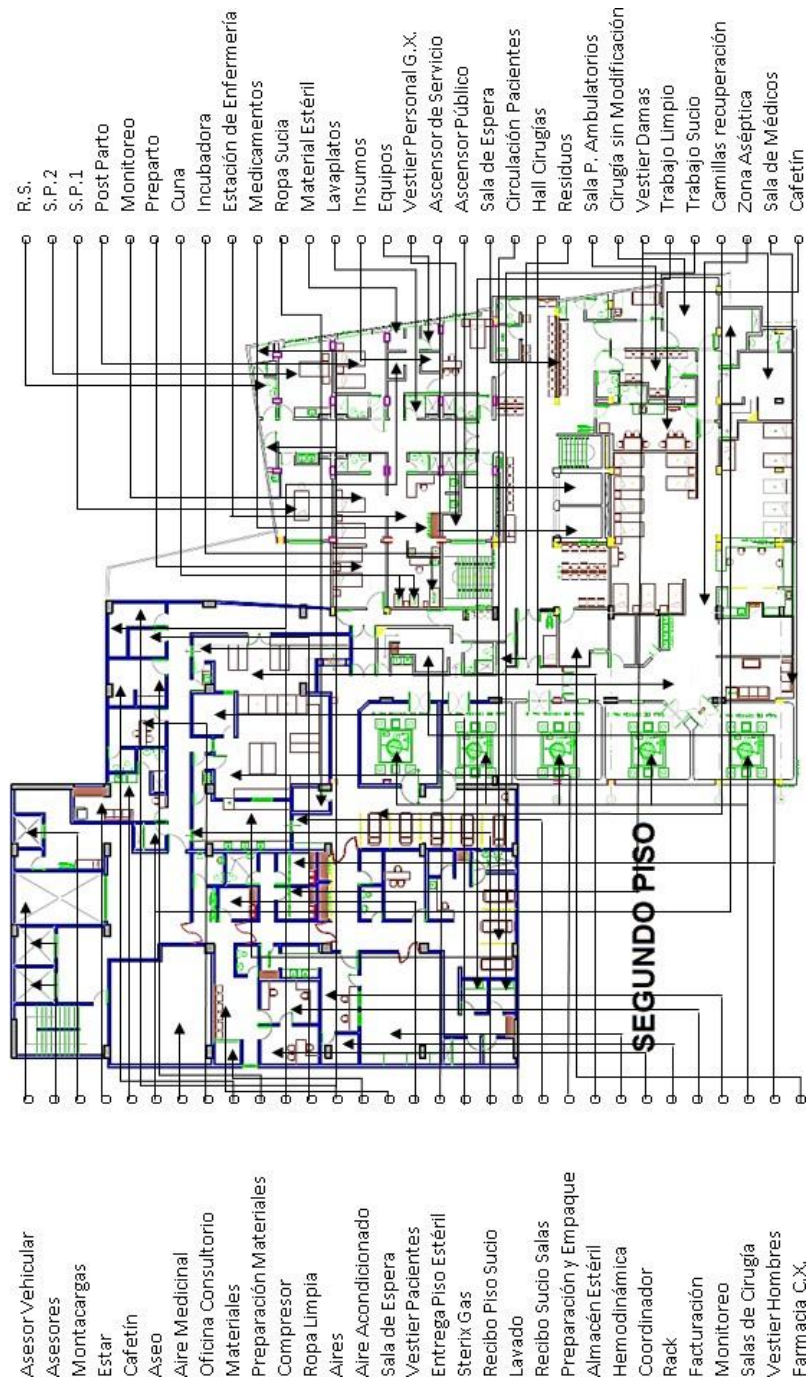 R.S.
S.P.2
S.P.1
Post Parto
Monitoreo
Preparto
Cuna
Incubadora
Estación de Enfermería
Medicamentos
Ropa Sucia
Material Estéril
Lavaplatos
Insumos
Equipos
Vestier Personal G.X.
Ascensor de Servicio
Ascensor Público
Sala de Espera
Circulación Pacientes
Hall Cirugías
Residuos
Sala P. Ambulatorios
Cirugía sin Modificación
Vestier Damas
Trabajo Limpio
Trabajo Sucio
Camillas recuperación
Zona Aséptica
Sala de Médicos
Cafetín
SEGUNDO PISO
Asesor Vehicular
Asesores
Montacargas
Estar
Cafetín
Aseo
Aire Medicinal
Oficina Consultorio
Materiales
Preparación Materiales
Compresor
Ropa Limpia
Aires
Aire Acondicionado
Sala de Espera
Vestier Pacientes
Entrega Piso Estéril
Sterix Gas
Recibo Piso Sucio
Lavado
Recibo Sucio Salas
Preparación y Empaque
Almacén Estéril
Hemodinámica
Coordinador
Rack
Facturación
Monitoreo
Salas de Cirugía
Vestier Hombres
Farmacia C.X.